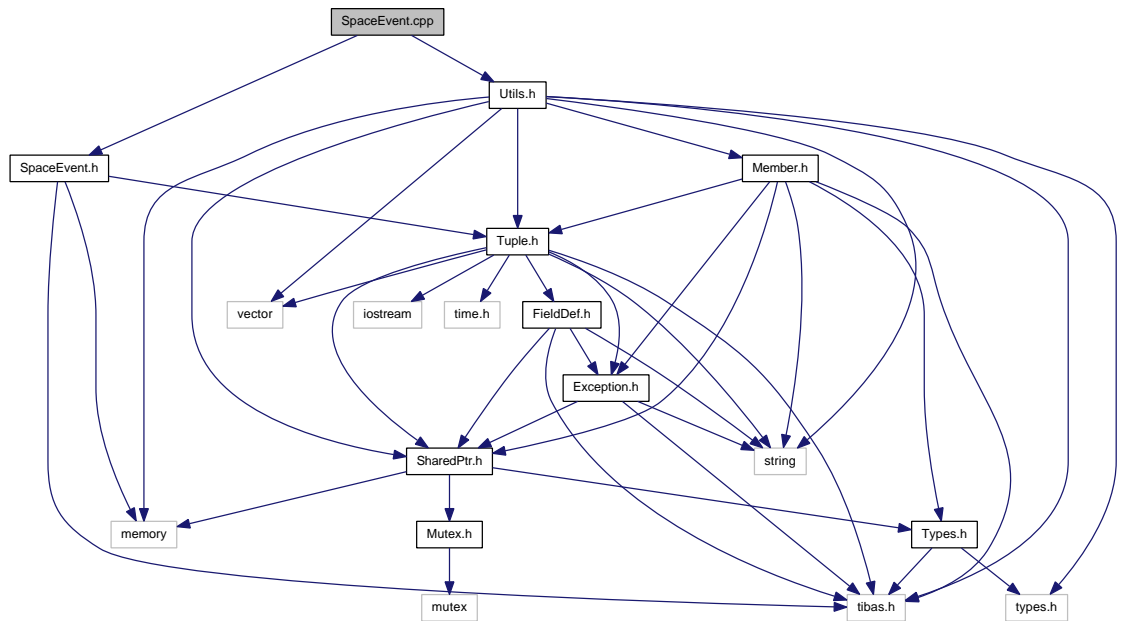 SpaceEvent.cpp
Utils.h
SpaceEvent.h
Member.h
Tuple.h
vector
iostream
time.h
FieldDef.h
Exception.h
SharedPtr.h
string
memory
Mutex.h
Types.h
mutex
tibas.h
types.h